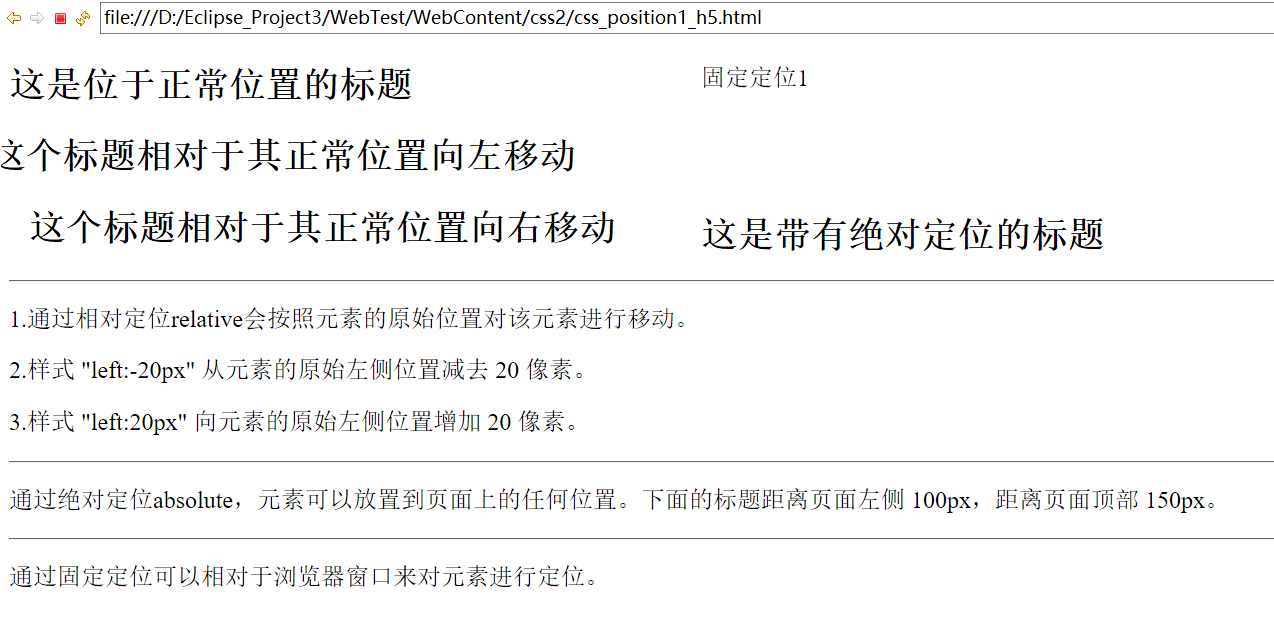 file:///D:/Eclipse_Project3/WebTest/WebContent/css2/css_position1_h5.html
这是位于正常位置的标题
固定定位1
这个标题相对于其正常位置向左移动
这个标题相对于其正常位置向右移动
这是带有绝对定位的标题
1.通过相对定位relative会按照元素的原始位置对该元素进行移动。
2.样式 "left:-20px" 从元素的原始左侧位置减去 20 像素。
3.样式 "left:20px" 向元素的原始左侧位置增加 20 像素。
通过绝对定位absolute，元素可以放置到页面上的任何位置。下面的标题距离页面左侧 100px，距离页面顶部 150px。
通过固定定位可以相对于浏览器窗口来对元素进行定位。